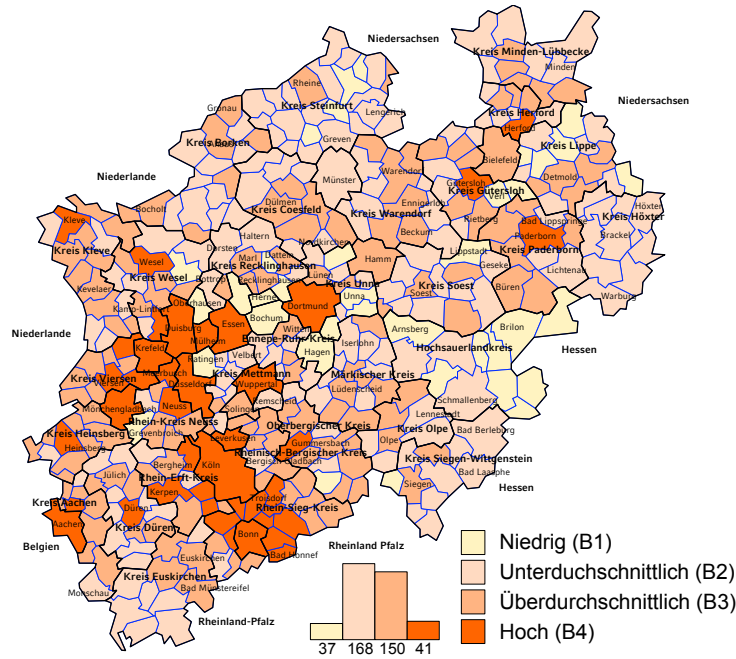 Niedersachsen
Kreis Minden-Lübbecke
Minden
Rheine
Kreis Steinfurt
Niedersachsen
Gronau
Lengerich
Kreis Herford
Herford
Greven
Kreis Borken
Kreis Lippe
Bielefeld
Warendorf
Detmold
Niederlande
Münster
Gütersloh
Kreis Gütersloh
Verl
Bocholt
Dülmen
Kreis Coesfeld
Ennigerloh
Kreis Warendorf
Rietberg
Höxter
Kreis Höxter
Kleve
Bad Lippspringe
Paderborn
Brakel
Beckum
Haltern
Nordkirchen
Kreis Kleve
Dorsten
Datteln
Marl
Hamm
Lippstadt
Kreis Paderborn
Wesel
Kreis Recklinghausen
Geseke
Lichtenau
Kreis Wesel
Bottrop
Recklinghausen
Lünen
Kreis Unna
Kreis Soest
Büren
Kevelaer
Soest
Warburg
Kamp-Lintfort
Oberhausen
Herne
Unna
Dortmund
Duisburg
Essen
Bochum
Witten
Arnsberg
Brilon
Niederlande
Mülheim
Ennepe-Ruhr-Kreis
Iserlohn
Hochsauerlandkreis
Hessen
Krefeld
Ratingen
Velbert
Hagen
Kreis Viersen
Meerbusch
Kreis Mettmann
Märkischer Kreis
Viersen
Düsseldorf
Wuppertal
Lüdenscheid
Schmallenberg
Mönchengladbach
Neuss
Remscheid
Solingen
Lennestadt
Rhein-Kreis Neuss
Oberbergischer Kreis
Kreis Olpe
Bad Berleburg
Kreis Heinsberg
Grevenbroich
Leverkusen
Gummersbach
Olpe
Heinsberg
Rheinisch-Bergischer Kreis
Kreis Siegen-Wittgenstein
Bergheim
Köln
Bergisch Gladbach
Bad Laasphe
Jülich
Rhein-Erft-Kreis
Siegen
Hessen
Kerpen
Troisdorf
Kreis Aachen
Düren
Rhein-Sieg-Kreis
Aachen
Kreis Düren
Bonn
Belgien
Bad Honnef
Rheinland Pfalz
Euskirchen
Kreis Euskirchen
Bad Münstereifel
Monschau
Rheinland-Pfalz
Niedrig (B1)
Unterduchschnittlich (B2)
Überdurchschnittlich (B3)
Hoch (B4)
37 168 150 41